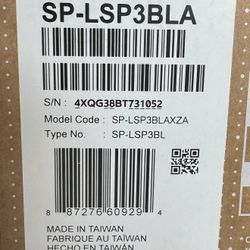 SP-LSP3BLA
S/N : 4XQG38BT731052
Model Code : SP-LSP3BLAXZA
Type No. : SP-LSP3BL
8 87276 60929 4
MADE IN TAIWAN
FABRIQUE AU TAIWAN
HECHO EN TAIWÁN